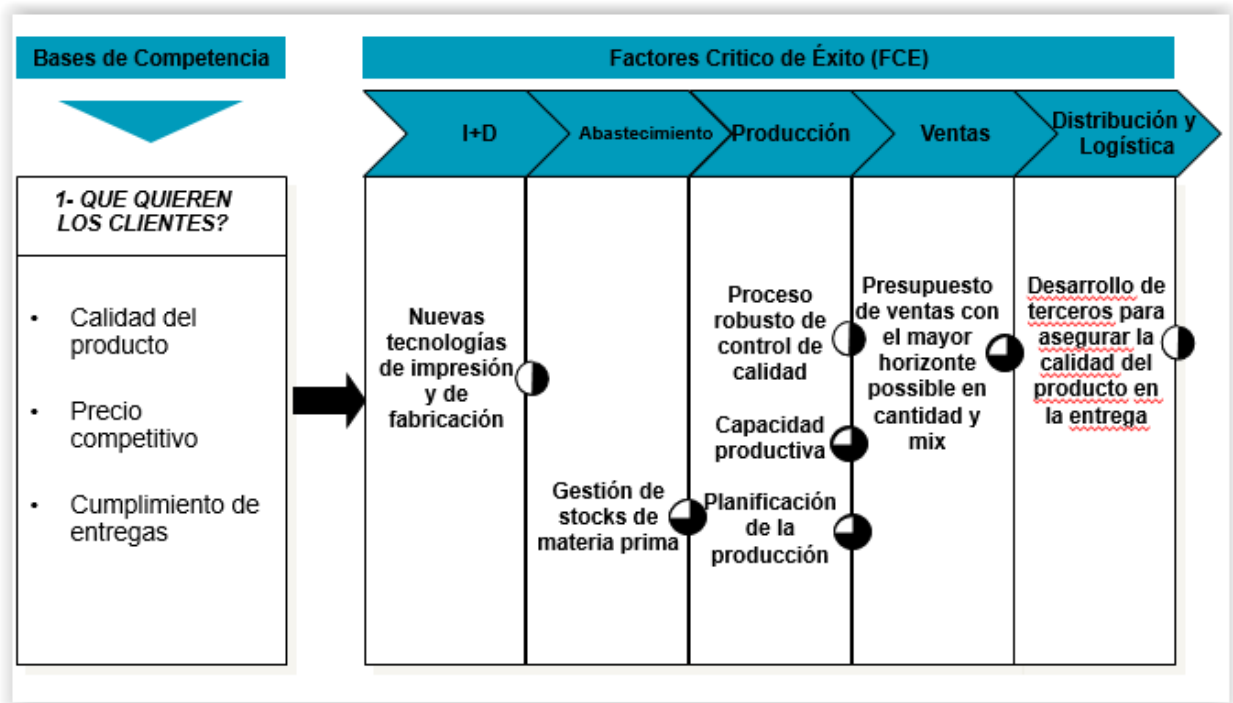 Bases de Competencia
Factores Critico de Éxito (FCE)
I+D
Abastecimiento
Producción
Ventas
Distribución y
Logística
1- QUE QUIEREN
LOS CLIENTES?
• Calidad del
producto
• Precio
competitivo
• Cumplimiento de
entregas
Nuevas
tecnologías
de impresión
y de
fabricación
Gestión de
stocks de
materia prima
Proceso
robusto de
control de
calidad
Capacidad
productiva
Planificación
de la
producción
Presupuesto
de ventas con
el mayor
horizonte
possible en
cantidad y
mix
Desarrollo de
terceros para
asegurar la
calidad del
producto en
la entrega